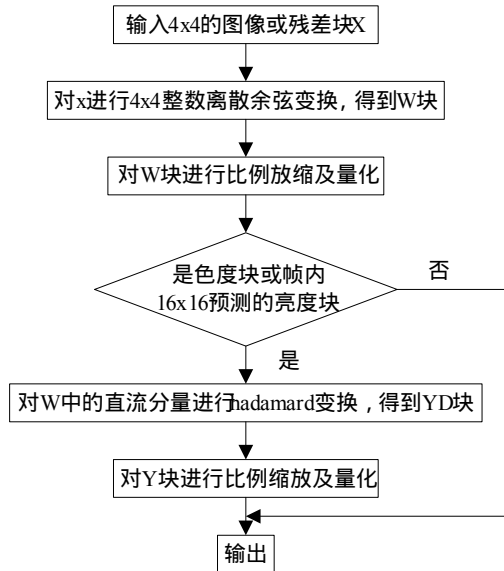 输入4x4的图像或残差块X
对x进行4x4整数离散余弦变换，得到W块
对W块进行比例放缩及量化
是色度块或帧内
16x16预测的亮度块
否
是
对W中的直流分量进行hadamard变换，得到YD块
对Y块进行比例缩放及量化
输出